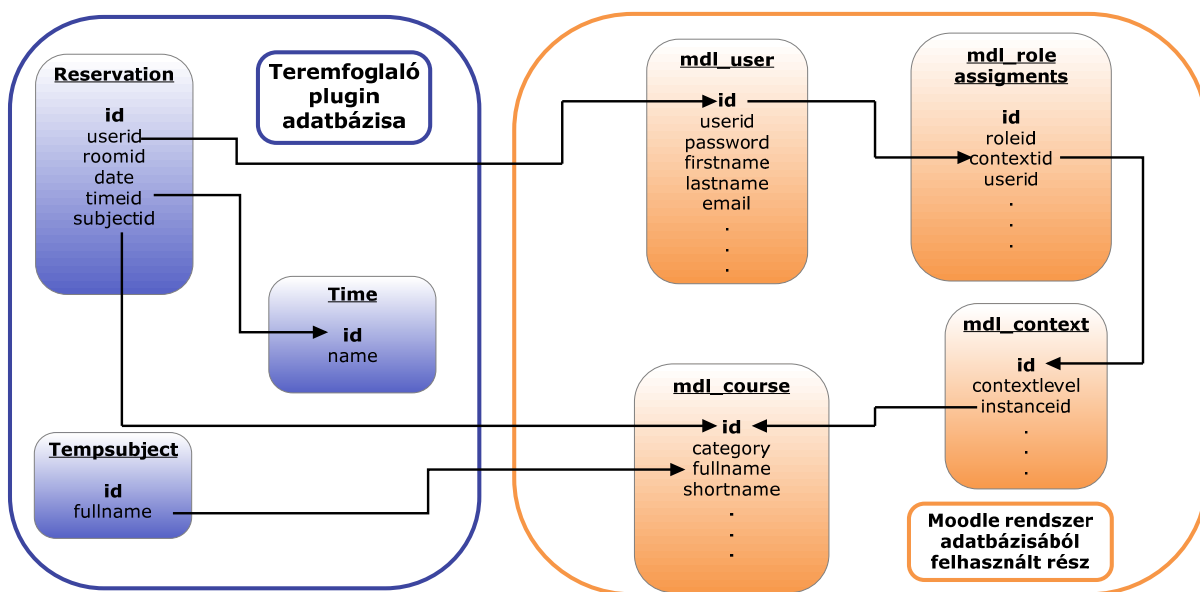 Reservation
id
userid
roomid
date
timeid
subjectid
Teremfoglaló
plugin
adatbázisa
Time
id
name
Tempsubject
id
fullname
mdl_user
id
userid
password
firstname
lastname
email
.
.
.
mdl_role
assigments
id
roleid
contextid
userid
.
.
.
mdl_course
id
category
fullname
shortname
.
.
.
mdl_context
id
contextlevel
instanceid
.
.
.
Moodle rendszer
adatbázisából
felhasznált rész